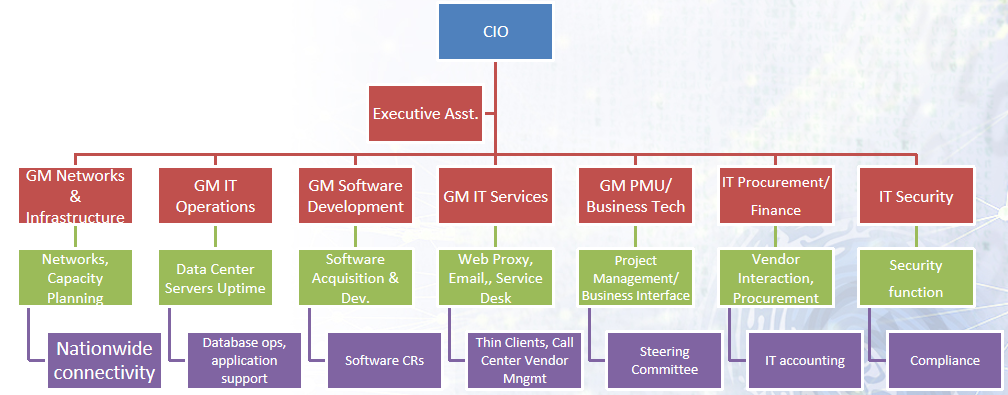 CIO
Executive Asst.
GM Networks
&
Infrastructure
GM IT
Operations
GM Software
Development
GM IT Services
GM PMU/
Business Tech
IT Procurement/
Finance
IT Security
Networks,
Capacity
Planning
Data Center
Servers Uptime
Software
Acquisition &
Dev.
Web Proxy,
Email,, Service
Desk
Project
Management/
Business Interface
Vendor
Interaction,
Procurement
Security
function
Nationwide
connectivity
Database ops,
application
support
Software CRs
Thin Clients, Call
Center Vendor
Mngmt
Steering
Committee
IT accounting
Compliance